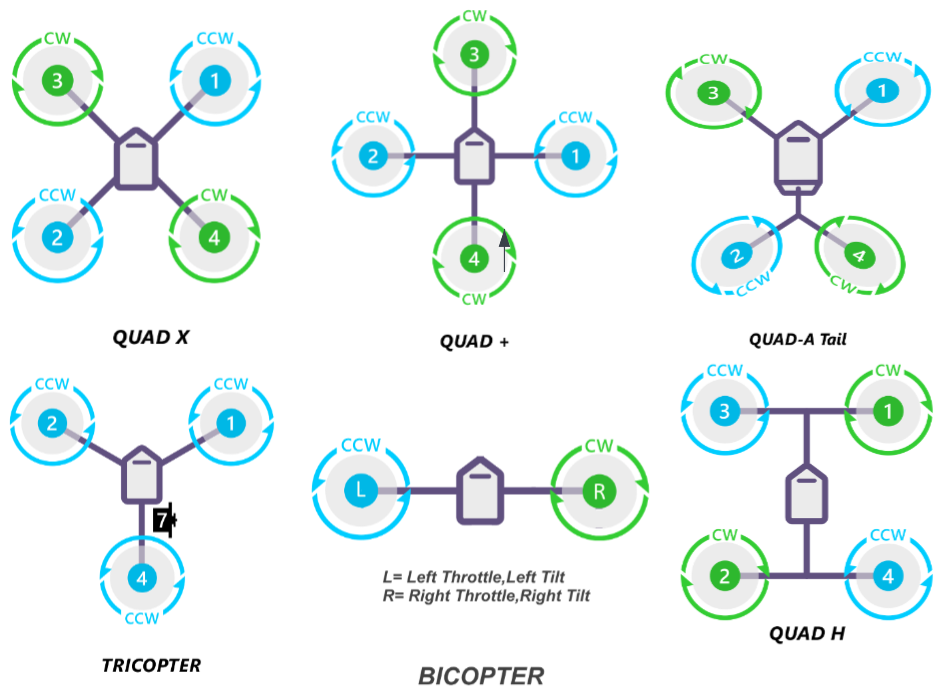 CW
CCW
3
1
CCW
CW
2
4
QUAD X
CW
3
CCW
CCW
2
1
4
CW
QUAD +
CW
CCW
3
1
2
4
CCW
CW
QUAD-A Tail
CCW
CCW
2
1
7
4
CCW
TRICOPTER
CCW
CW
L
R
L= Left Throttle,Left Tilt
R= Right Throttle,Right Tilt
BICOPTER
CCW
CW
3
1
CW
CCW
2
4
QUAD H